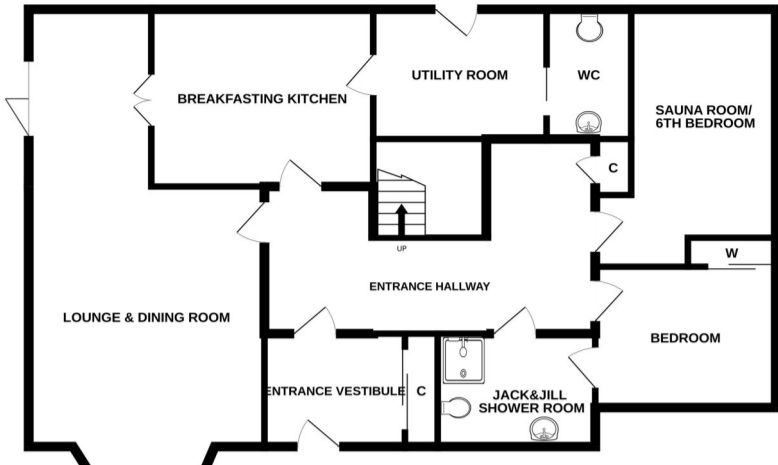 UTILITY ROOM
WC
BREAKFASTING KITCHEN
SAUNA ROOM/
6TH BEDROOM
C
UP
W
ENTRANCE HALLWAY
LOUNGE & DINING ROOM
BEDROOM
ENTRANCE VESTIBULE
C
JACK&JILL
SHOWER ROOM